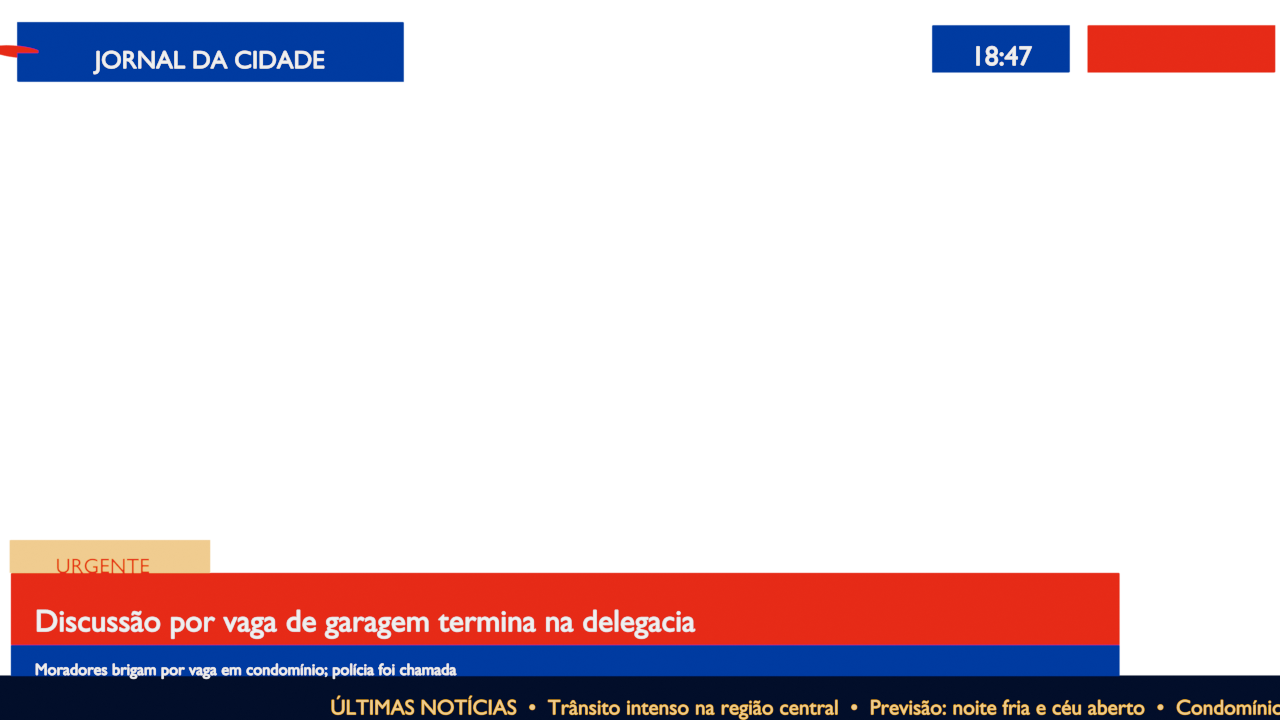 JORNAL DA CIDADE
18:47
URGENTE
Discussão por vaga de garagem termina na delegacia
Moradores brigam por vaga em condomínio; polícia foi chamada
ÚLTIMAS NOTÍCIAS • Trânsito intenso na região central • Previsão: noite fria e céu aberto • Condomínio